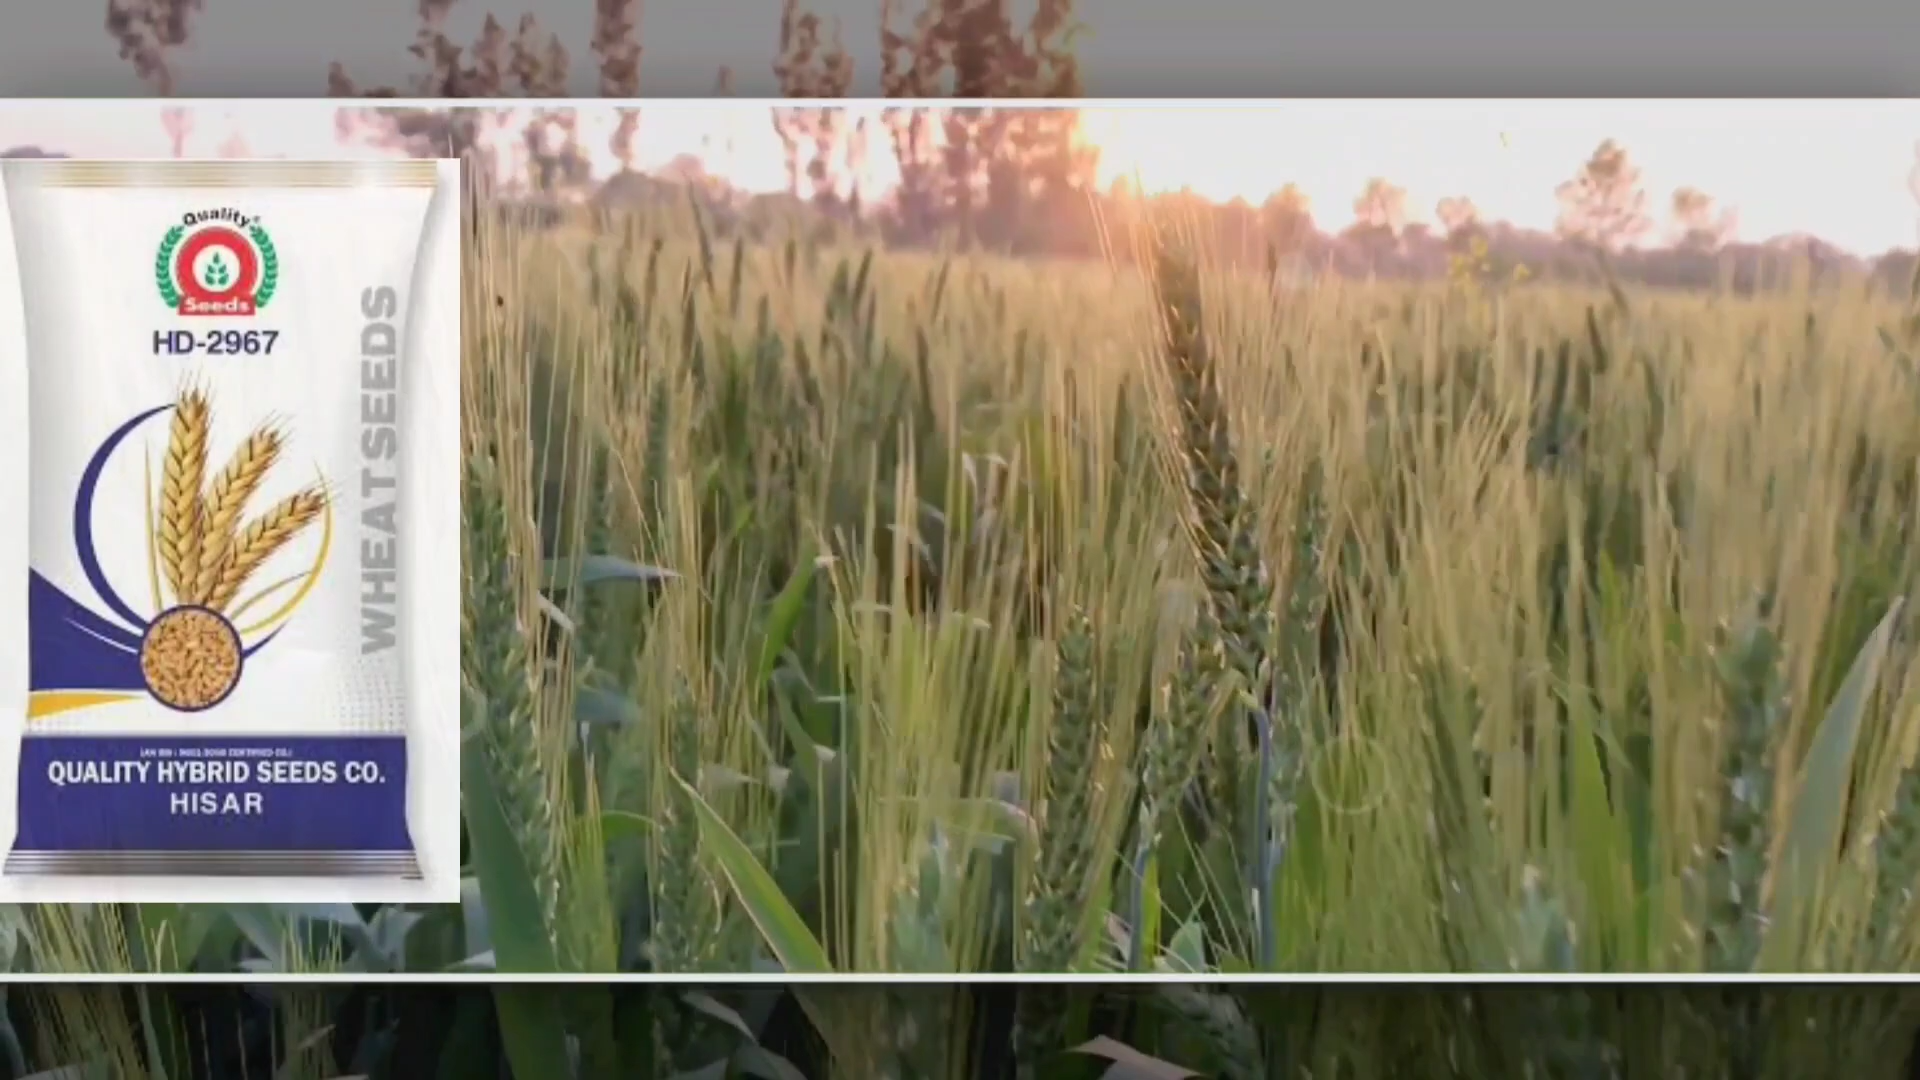 Quality®
Seeds
HD-2967
WHEAT SEEDS
QUALITY HYBRID SEEDS CO.
HISAR